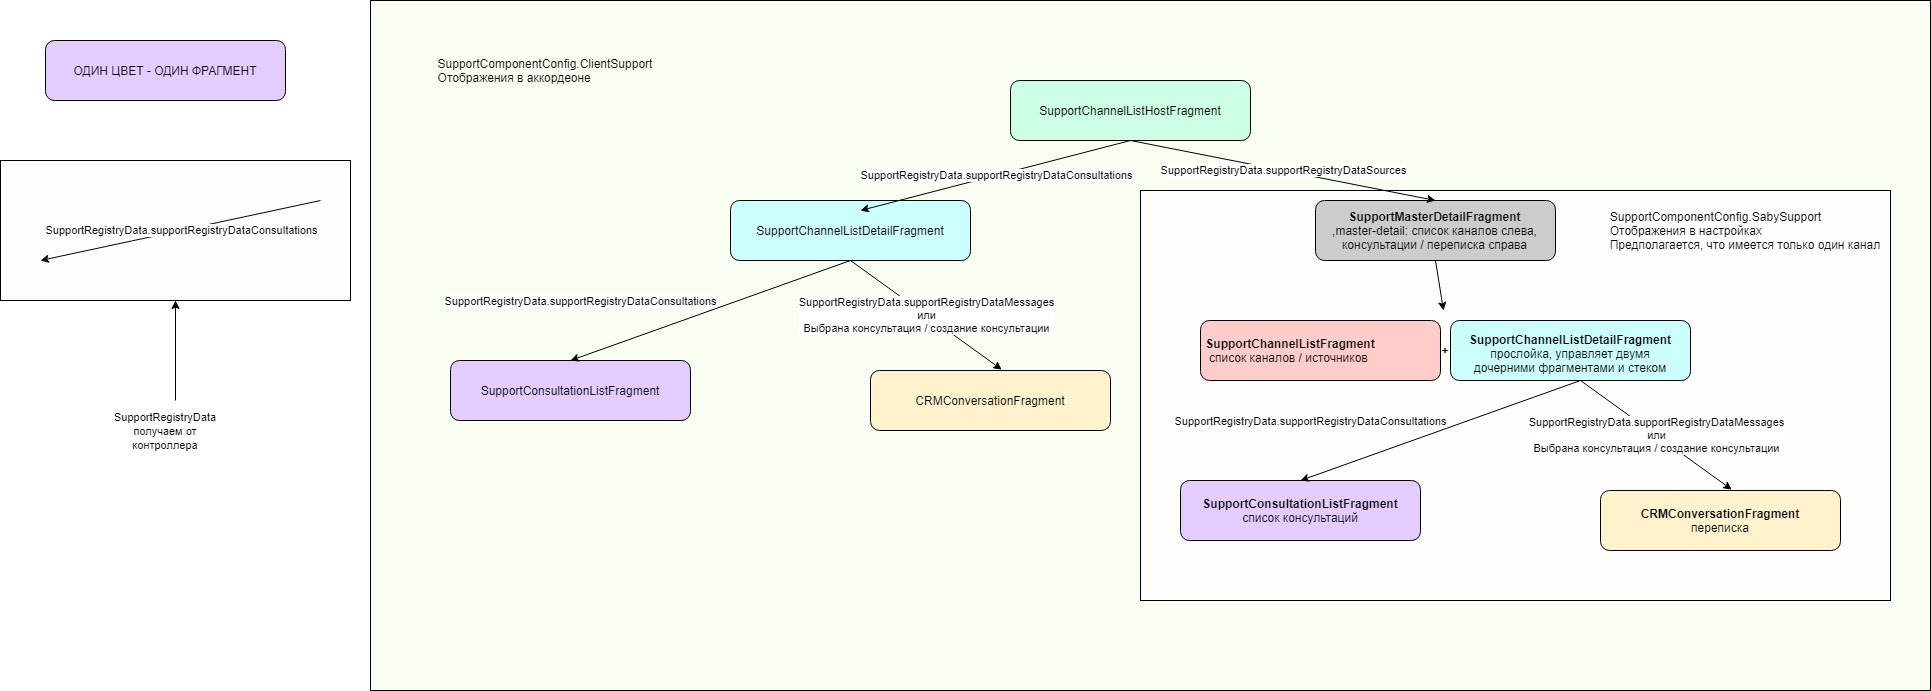 ОДИН ЦВЕТ - ОДИН ФРАГМЕНТ
SupportRegistryData.supportRegistryDataConsultations
SupportRegistryData
получаем от
контроллера
SupportComponentConfig.ClientSupport
Отображения в аккордеоне
SupportChannelListHostFragment
SupportRegistryData.supportRegistryDataConsultations
SupportRegistryData.supportRegistryDataSources
SupportChannelListDetailFragment
SupportRegistryData.supportRegistryDataConsultations
SupportRegistryData.supportRegistryDataMessages
или
Выбрана консультация / создание консультации
SupportConsultationListFragment
CRMConversationFragment
SupportMasterDetailFragment
,master-detail: список каналов слева,
консультации / переписка справа
SupportComponentConfig.SabySupport
Отображения в настройках
Предполагается, что имеется только один канал
SupportChannelListFragment
список каналов / источников
+
SupportChannelListDetailFragment
прослойка, управляет двумя
дочерними фрагментами и стеком
SupportRegistryData.supportRegistryDataConsultations
SupportRegistryData.supportRegistryDataMessages
или
Выбрана консультация / создание консультации
SupportConsultationListFragment
список консультаций
CRMConversationFragment
переписка